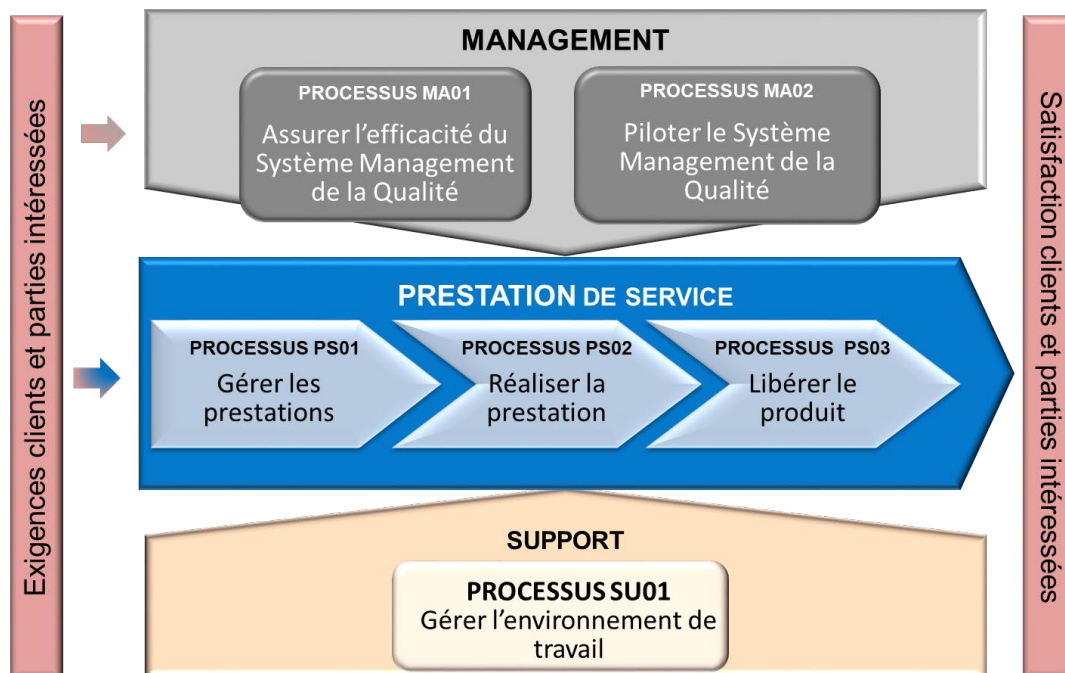 Exigences clients et parties intéressées
MANAGEMENT
PROCESSUS MA01
Assurer l’efficacité du
Système Management
de la Qualité
PROCESSUS MA02
Piloter le Système
Management de la
Qualité
PRESTATION DE SERVICE
PROCESSUS PS01
Gérer les
prestations
PROCESSUS PS02
Réaliser la
prestation
PROCESSUS PS03
Libérer le
produit
SUPPORT
PROCESSUS SU01
Gérer l’environnement de
travail
Satisfaction clients et parties intéressées